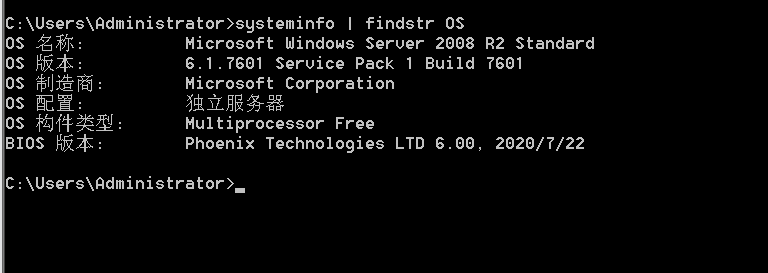 C:\Users\Administrator>systeminfo | findstr OS
OS 名称:          Microsoft Windows Server 2008 R2 Standard
OS 版本:          6.1.7601 Service Pack 1 Build 7601
OS 制造商:        Microsoft Corporation
OS 配置:          独立服务器
OS 构件类型:      Multiprocessor Free
BIOS 版本:        Phoenix Technologies LTD 6.00, 2020/7/22
C:\Users\Administrator>_